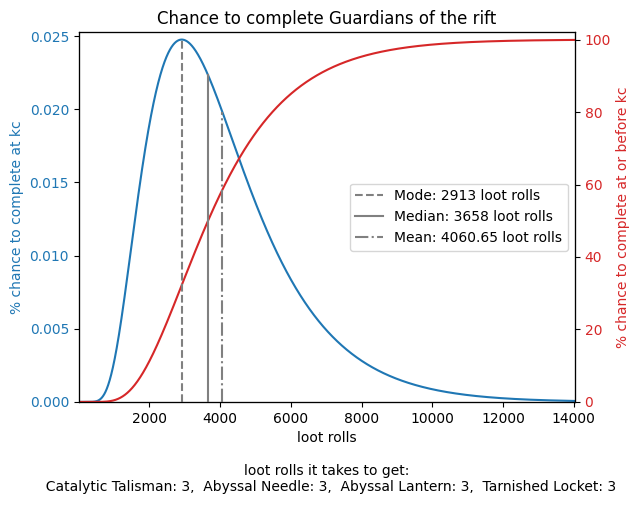 Chance to complete Guardians of the rift
% chance to complete at kc
0.025
0.020
0.015
0.010
0.005
0.000
100
80
60
40
20
0
% chance to complete at or before kc
Mode: 2913 loot rolls
Median: 3658 loot rolls
Mean: 4060.65 loot rolls
2000 4000 6000 8000 10000 12000 14000
loot rolls
loot rolls it takes to get:
Catalytic Talisman: 3,  Abyssal Needle: 3,  Abyssal Lantern: 3,  Tarnished Locket: 3